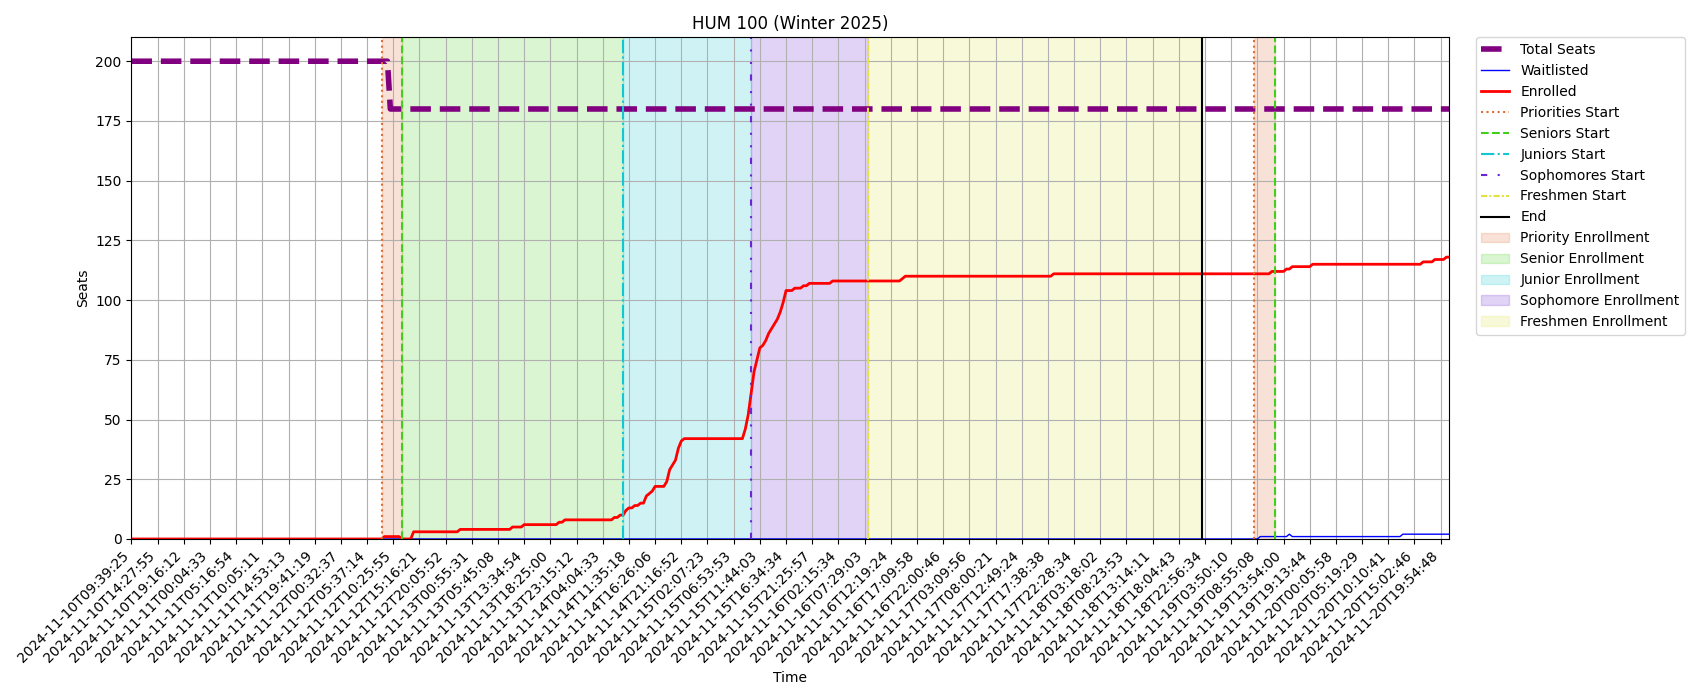 HUM 100 (Winter 2025)
Seats
200
175
150
125
100
75
50
25
0
2024-11-10T09:39:25
2024-11-10T14:27:55
2024-11-10T19:16:12
2024-11-11T00:04:33
2024-11-11T05:16:54
2024-11-11T10:05:11
2024-11-11T14:53:13
2024-11-11T19:41:19
2024-11-12T00:32:37
2024-11-12T05:37:14
2024-11-12T10:25:55
2024-11-12T15:16:21
2024-11-12T20:05:52
2024-11-13T00:55:31
2024-11-13T05:45:08
2024-11-13T13:34:54
2024-11-13T18:25:00
2024-11-13T23:15:12
2024-11-14T04:04:33
2024-11-14T11:35:18
2024-11-14T16:26:06
2024-11-14T21:16:52
2024-11-15T02:07:23
2024-11-15T06:53:53
2024-11-15T11:44:03
2024-11-15T16:34:34
2024-11-15T21:25:57
2024-11-16T02:15:34
2024-11-16T07:29:03
2024-11-16T12:19:24
2024-11-16T17:09:58
2024-11-16T22:00:46
2024-11-17T03:09:56
2024-11-17T08:00:21
2024-11-17T12:49:24
2024-11-17T17:38:38
2024-11-17T22:28:34
2024-11-18T03:18:02
2024-11-18T08:23:53
2024-11-18T13:14:11
2024-11-18T18:04:43
2024-11-18T22:56:34
2024-11-19T03:50:10
2024-11-19T08:55:08
2024-11-19T13:54:00
2024-11-19T19:13:44
2024-11-20T00:05:58
2024-11-20T05:19:29
2024-11-20T10:10:41
2024-11-20T15:02:46
2024-11-20T19:54:48
Time
Total Seats
Waitlisted
Enrolled
Priorities Start
Seniors Start
Juniors Start
Sophomores Start
Freshmen Start
End
Priority Enrollment
Senior Enrollment
Junior Enrollment
Sophomore Enrollment
Freshmen Enrollment